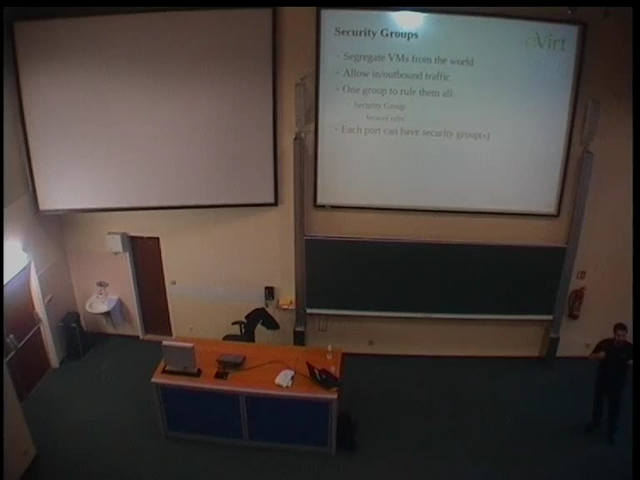 Security Groups
oVirt
- Segregate VMs from the world
- Allow in/outbound traffic
- One group to rule them all:
Security Group
Security rules
- Each port can have security group(s)